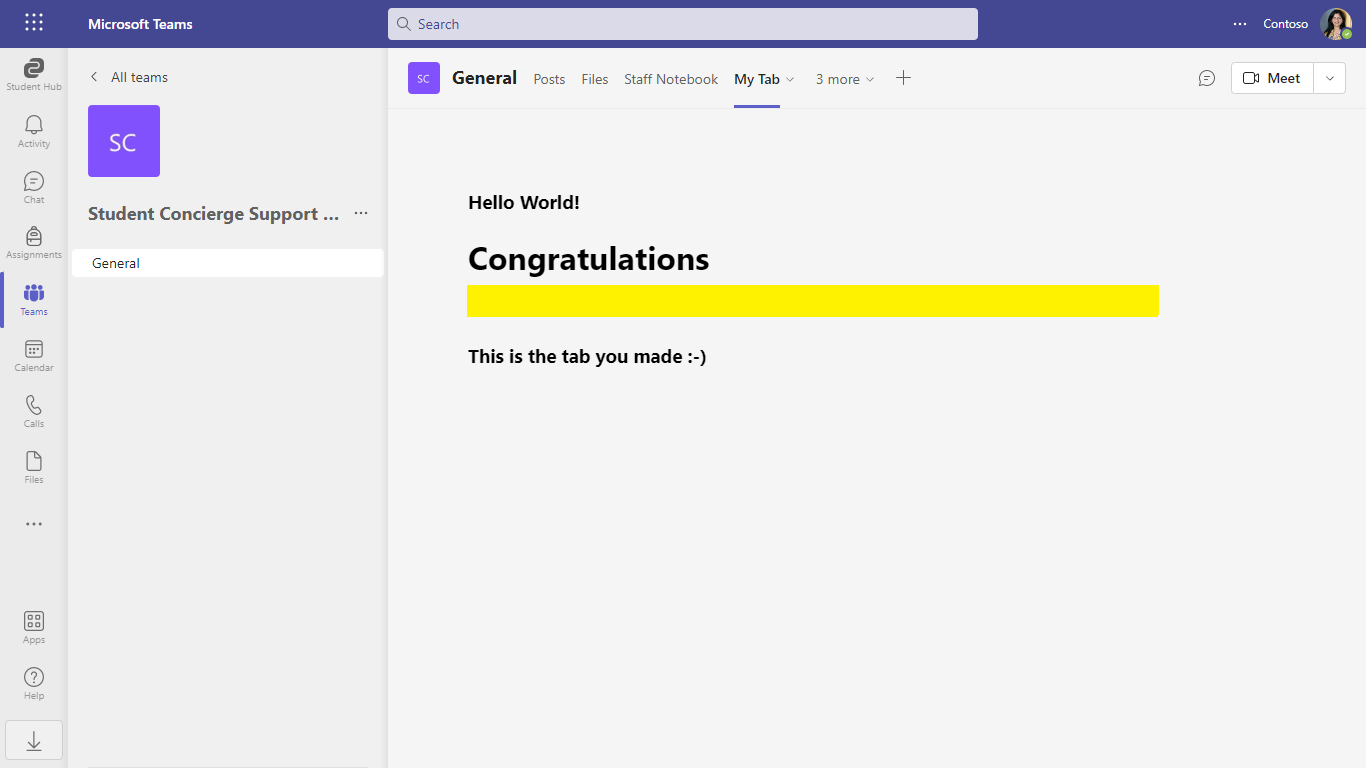 Microsoft Teams
Search
Contoso
Student Hub
Activity
Chat
Assignments
Teams
Calendar
Calls
Files
Apps
Help
All teams
SC
Student Concierge Support ...
General
SC
General Posts Files Staff Notebook My Tab 3 more
Meet
Hello World!
Congratulations
This is the tab you made :-)